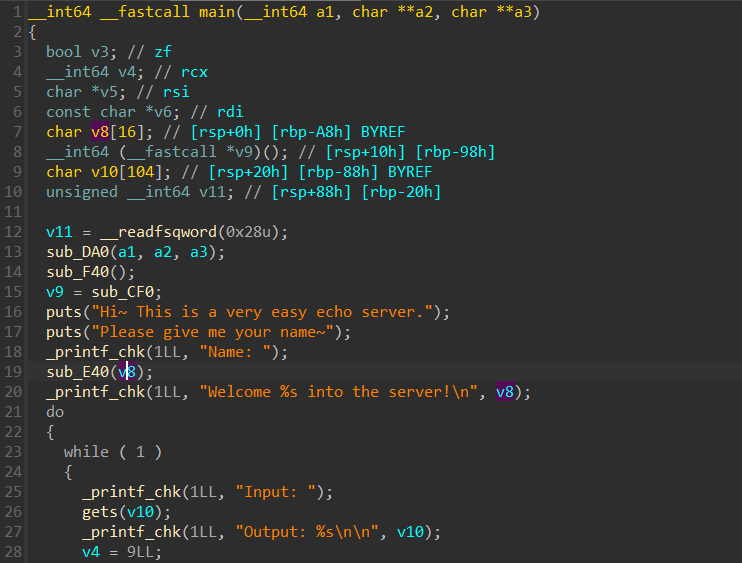 1 __int64 __fastcall main(__int64 a1, char **a2, char **a3)
2 {
3 bool v3; // zf
4 __int64 v4; // rcx
5 char *v5; // rsi
6 const char *v6; // rdi
7 char v8[16]; // [rsp+0h] [rbp-A8h] BYREF
8 __int64 (__fastcall *v9)(); // [rsp+10h] [rbp-98h]
9 char v10[104]; // [rsp+20h] [rbp-88h] BYREF
10 unsigned __int64 v11; // [rsp+88h] [rbp-20h]
11
12 v11 = __readfsqword(0x28u);
13 sub_DA0(a1, a2, a3);
14 sub_F40();
15 v9 = sub_CF0;
16 puts("Hi~ This is a very easy echo server.");
17 puts("Please give me your name~");
18 _printf_chk(1LL, "Name: ");
19 sub_E40(v8);
20 _printf_chk(1LL, "Welcome %s into the server!\n", v8);
21 do
22 {
23 while ( 1 )
24 {
25 _printf_chk(1LL, "Input: ");
26 gets(v10);
27 _printf_chk(1LL, "Output: %s\n\n", v10);
28 v4 = 9LL;